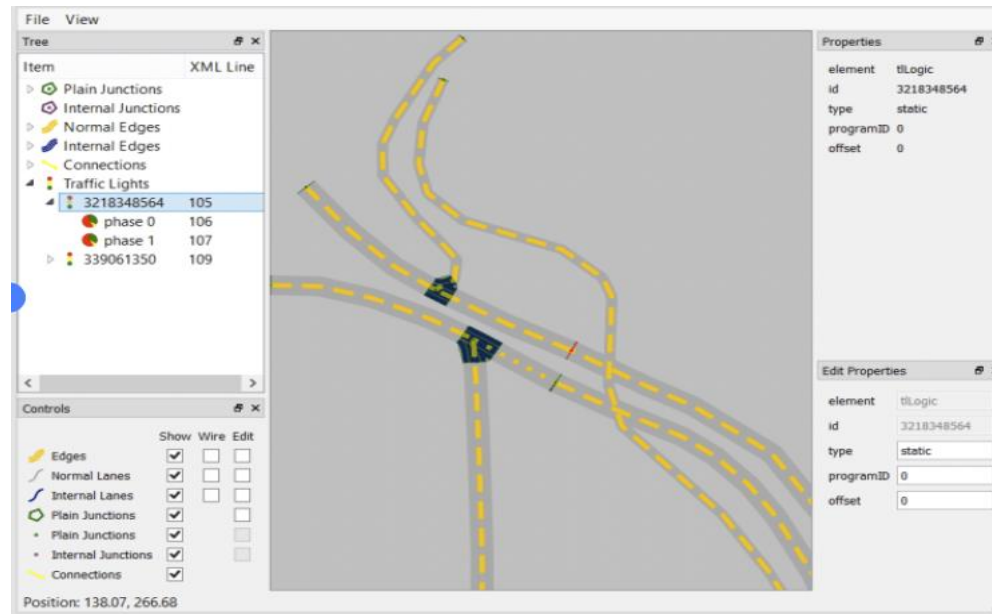 File View
Tree
Item XML Line
Plain Junctions
Internal Junctions
Normal Edges
Internal Edges
Connections
Traffic Lights
3218348564 105
phase 0 106
phase 1 107
339061350 109
Controls
Show Wire Edit
Edges
Normal Lanes
Internal Lanes
Plain Junctions
Plain Junctions
Internal Junctions
Connections
Position: 138.07, 266.68
Properties
element tlLogic
id 3218348564
type static
programID 0
offset 0
Edit Properties
element tlLogic
id 3218348564
type static
programID 0
offset 0